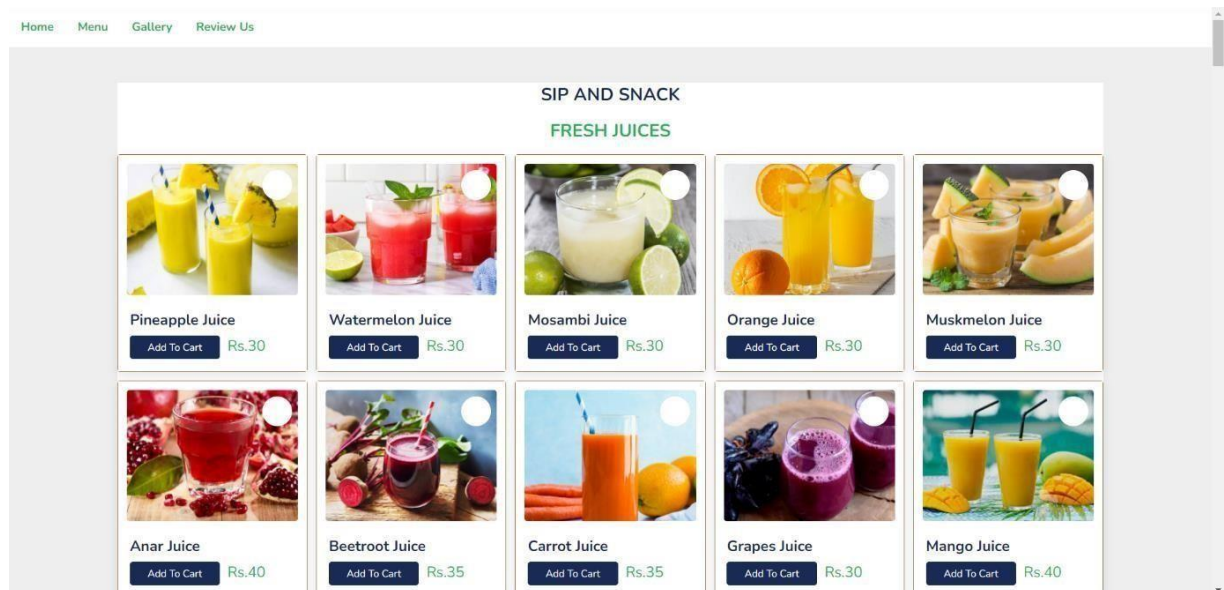 Home Menu Gallery Review Us
SIP AND SNACK
FRESH JUICES
Pineapple Juice
Add To Cart Rs.30
Watermelon Juice
Add To Cart Rs.30
Mosambi Juice
Add To Cart Rs.30
Orange Juice
Add To Cart Rs.30
Muskmelon Juice
Add To Cart Rs.30
Anar Juice
Add To Cart Rs.40
Beetroot Juice
Add To Cart Rs.35
Carrot Juice
Add To Cart Rs.35
Grapes Juice
Add To Cart Rs.30
Mango Juice
Add To Cart Rs.40